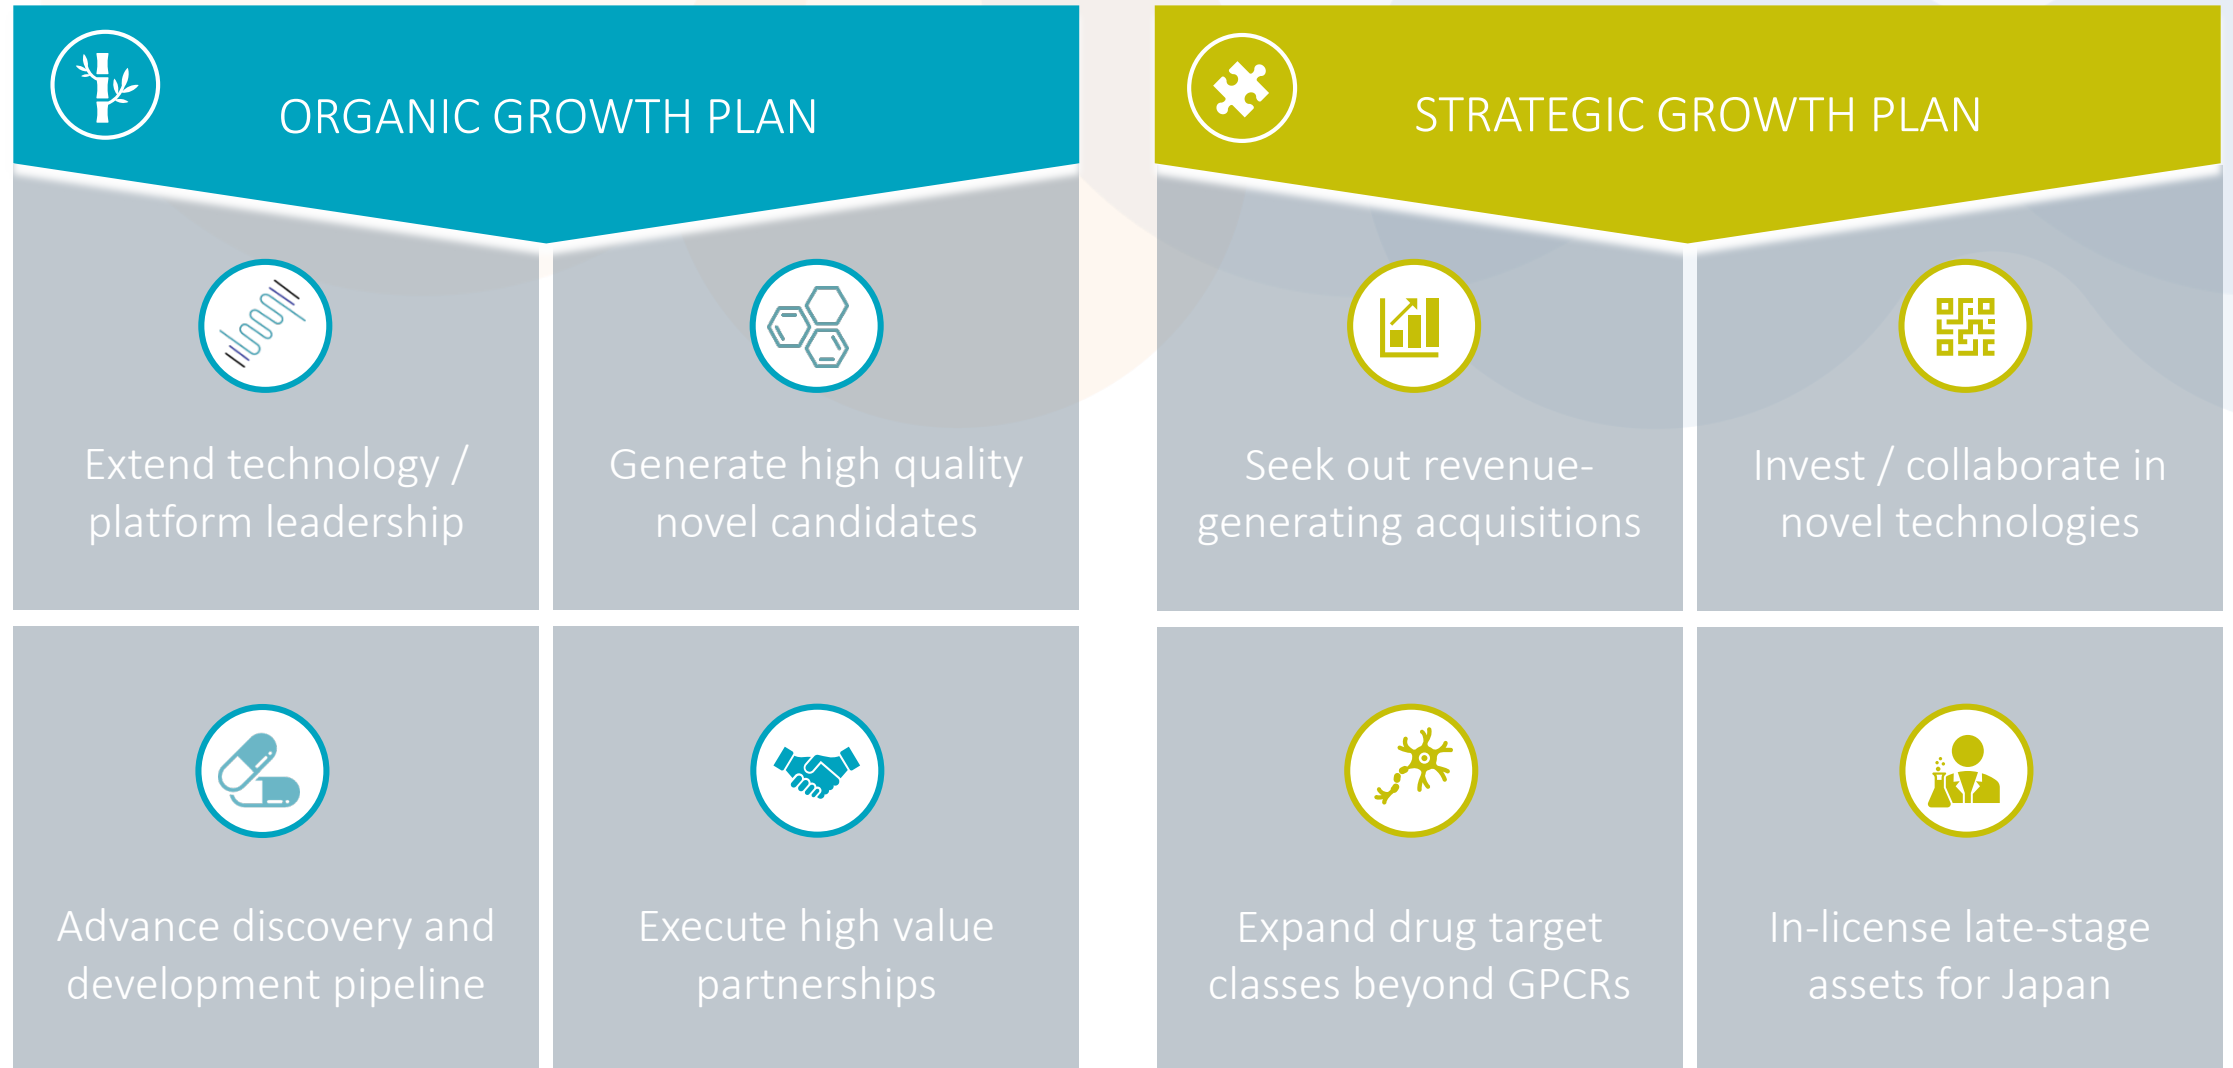 ORGANIC GROWTH PLAN
Extend technology /
platform leadership
Generate high quality
novel candidates
Advance discovery and
development pipeline
Execute high value
partnerships
STRATEGIC GROWTH PLAN
Seek out revenue-
generating acquisitions
Invest / collaborate in
novel technologies
Expand drug target
classes beyond GPCRs
In-license late-stage
assets for Japan